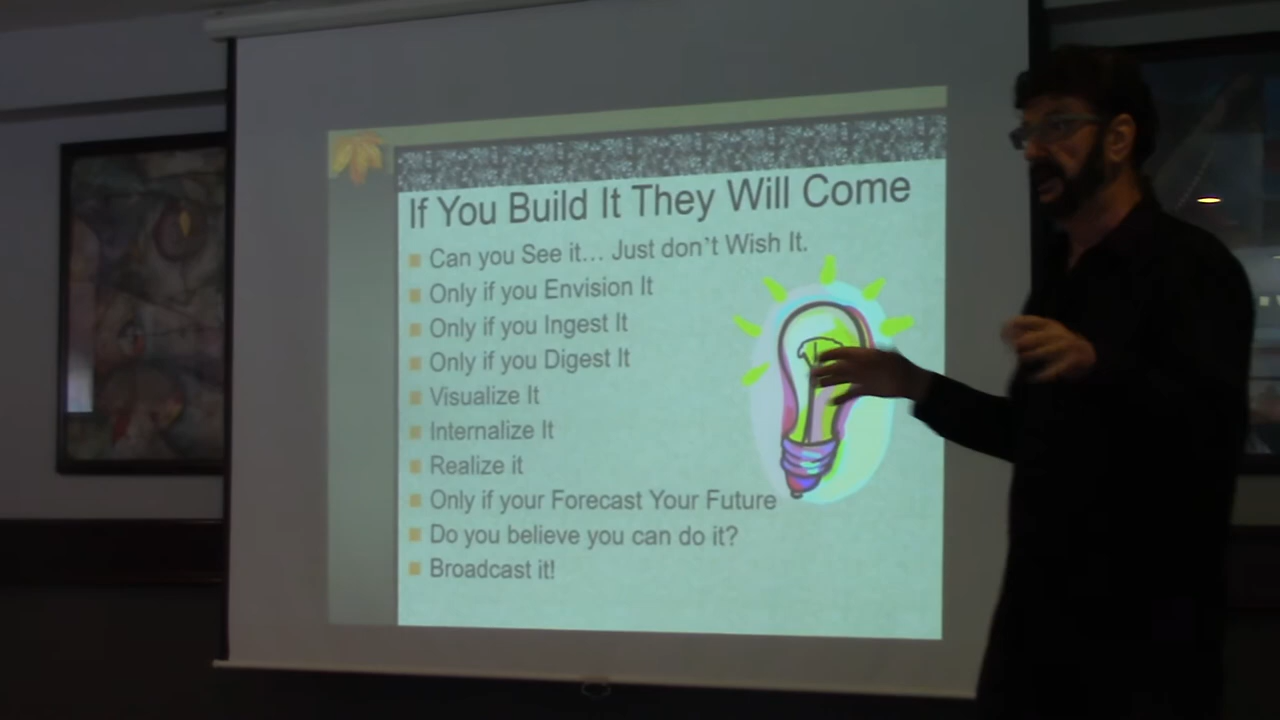 If You Build It They Will Come
Can you See it... Just don't Wish It.
Only if you Envision It
Only if you Ingest It
Only if you Digest It
Visualize It
Internalize It
Realize it
Only if your Forecast Your Future
Do you believe you can do it?
Broadcast it!